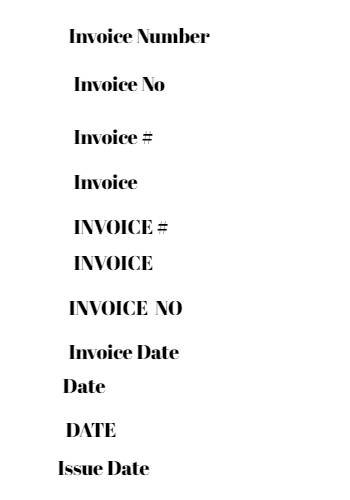 Invoice Number
Invoice No
Invoice #
Invoice
INVOICE #
INVOICE
INVOICE NO
Invoice Date
Date
DATE
Issue Date